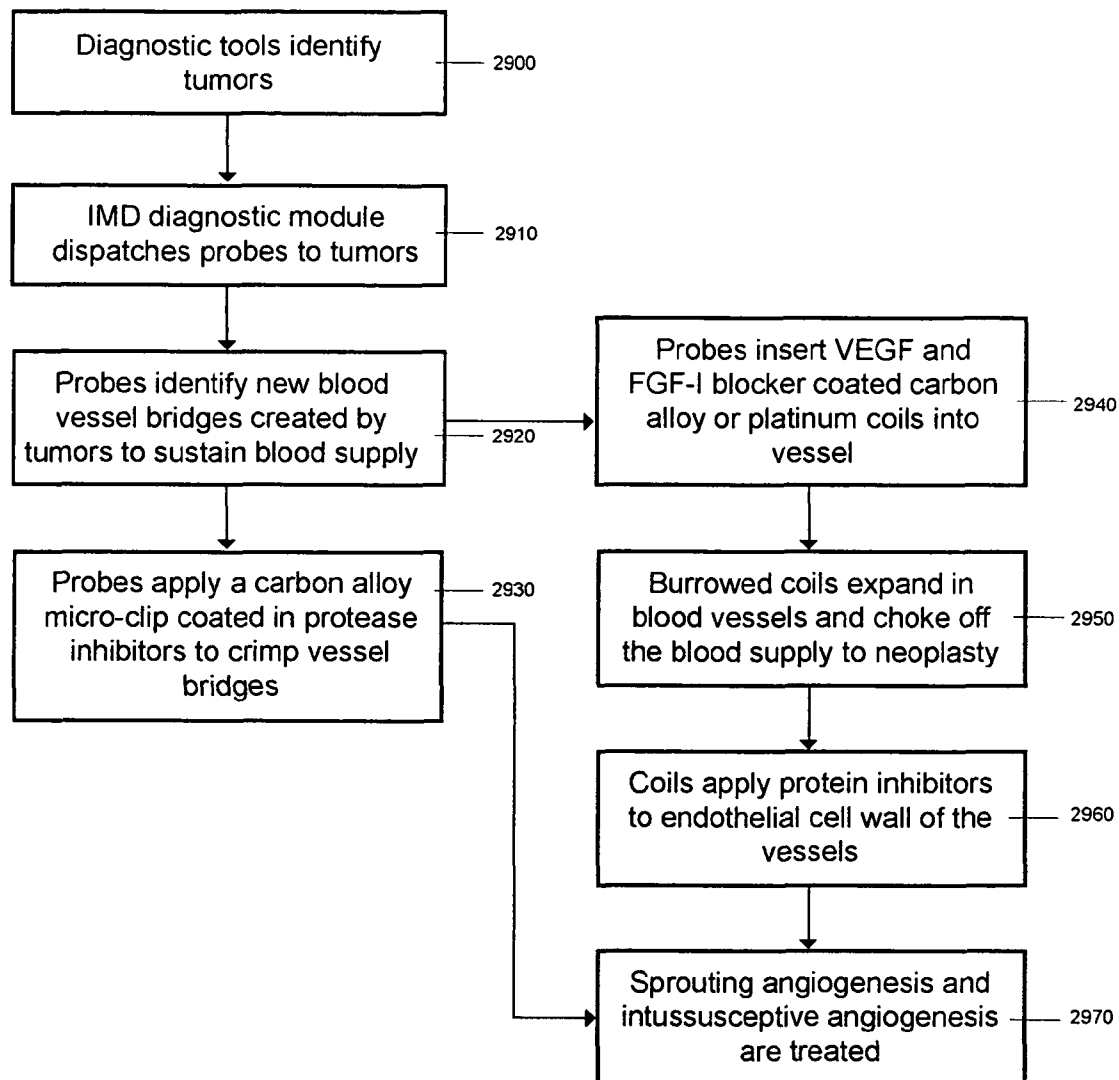 Diagnostic tools identify
tumors
2900
IMD diagnostic module
dispatches probes to tumors
2910
Probes identify new blood
vessel bridges created by
tumors to sustain blood supply
2920
Probes apply a carbon alloy
micro-clip coated in protease
inhibitors to crimp vessel
bridges
2930
Probes insert VEGF and
FGF-I blocker coated carbon
alloy or platinum coils into
vessel
2940
Burrowed coils expand in
blood vessels and choke off
the blood supply to neoplasty
2950
Coils apply protein inhibitors
to endothelial cell wall of the
vessels
2960
Sprouting angiogenesis and
intussusceptive angiogenesis
are treated
2970